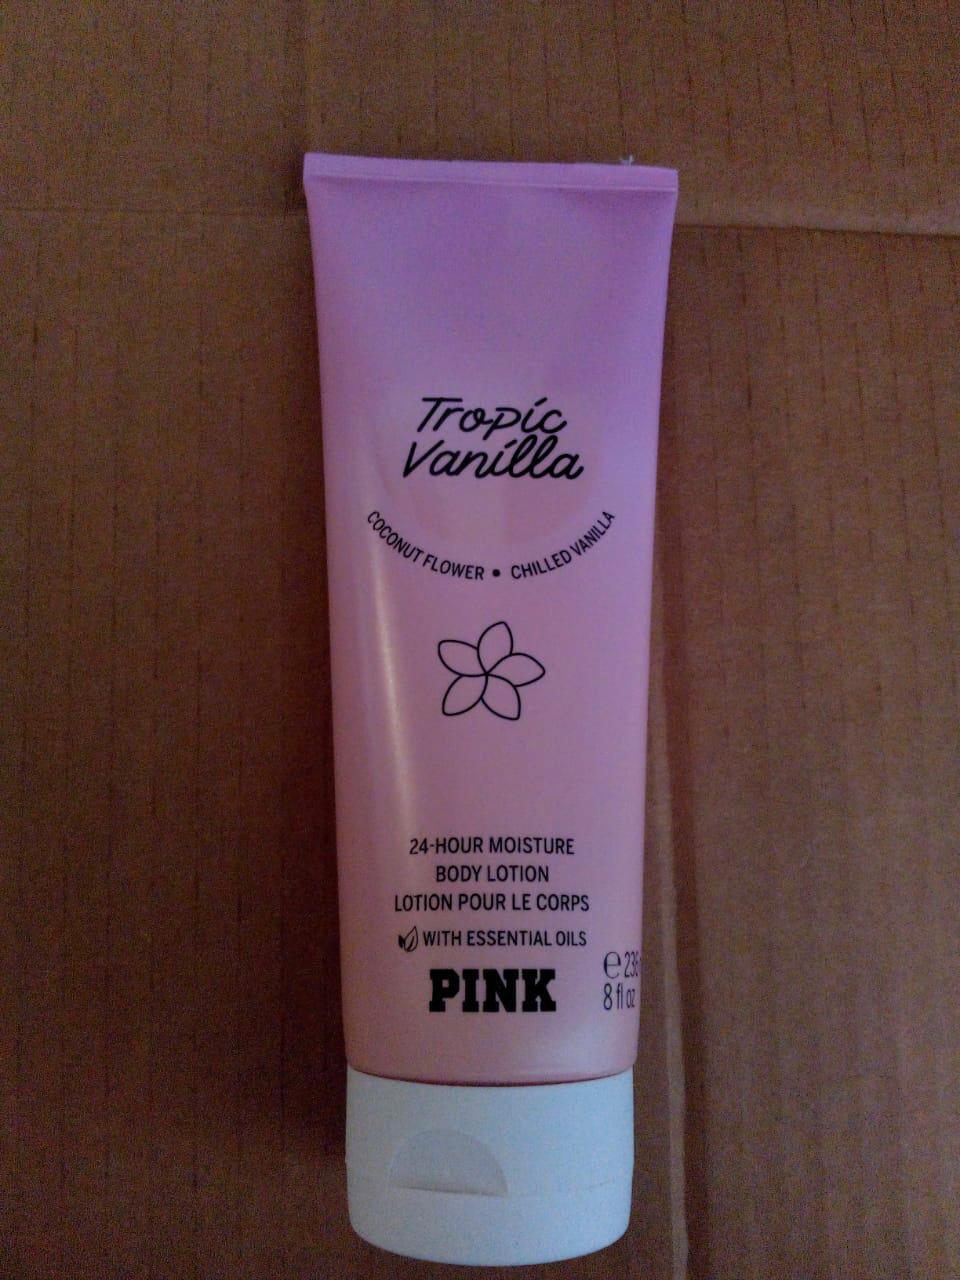 Tropic
Vanilla
COCONUT FLOWER • CHILLED VANILLA
24-HOUR MOISTURE
BODY LOTION
LOTION POUR LE CORPS
WITH ESSENTIAL OILS
PINK
℮ 236
8 fl oz